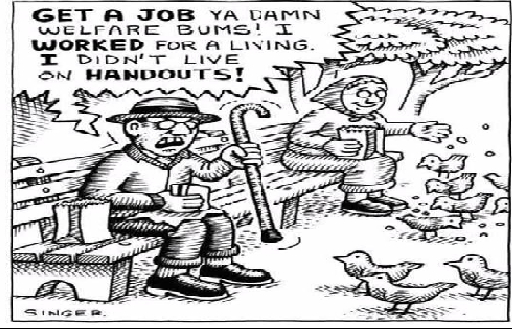 GET A JOB YA DAMN
WELFARE BUMS! I
WORKED FOR A LIVING.
I DIDN'T LIVE
ON HANDOUTS!
SINGER.